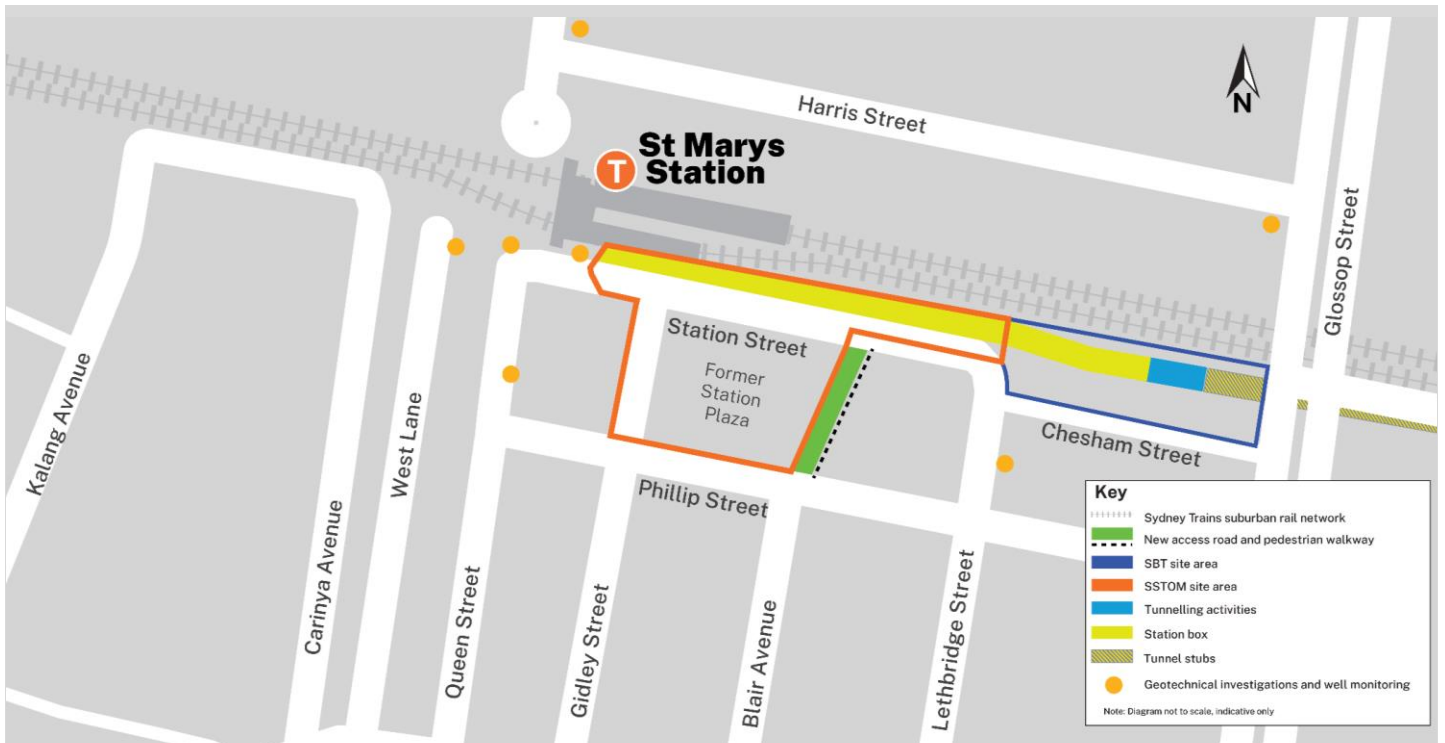 Harris Street
N
T
St Marys
Station
Glossop Street
Station Street
Former
Station
Plaza
Kalang Avenue
West Lane
Chesham Street
Phillip Street
Carinya Avenue
Queen Street
Gidley Street
Blair Avenue
Lethbridge Street
Key
Sydney Trains suburban rail network
New access road and pedestrian walkway
SBT site area
SSTOM site area
Tunnelling activities
Station box
Tunnel stubs
Geotechnical investigations and well monitoring
Note: Diagram not to scale, indicative only